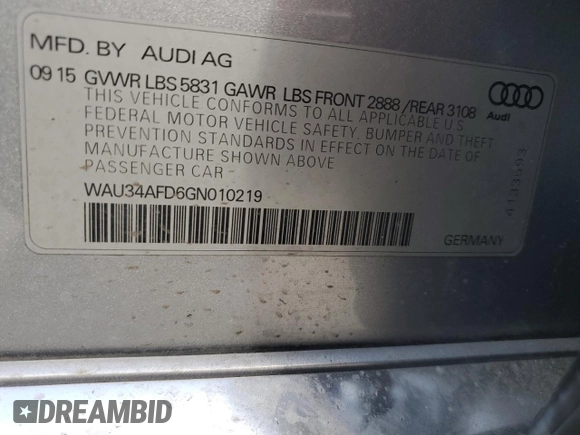 MFD. BY AUDI AG
09 15 GVWR LBS 5831 GAWR LBS FRONT 2888 / REAR 3108
THIS VEHICLE CONFORMS TO ALL APPLICABLE U.S.
FEDERAL MOTOR VEHICLE SAFETY, BUMPER AND THEFT
PREVENTION STANDARDS IN EFFECT ON THE DATE OF
MANUFACTURE SHOWN ABOVE
PASSENGER CAR
WAU34AFD6GN010219
Audi
4133593
GERMANY
DREAMBID